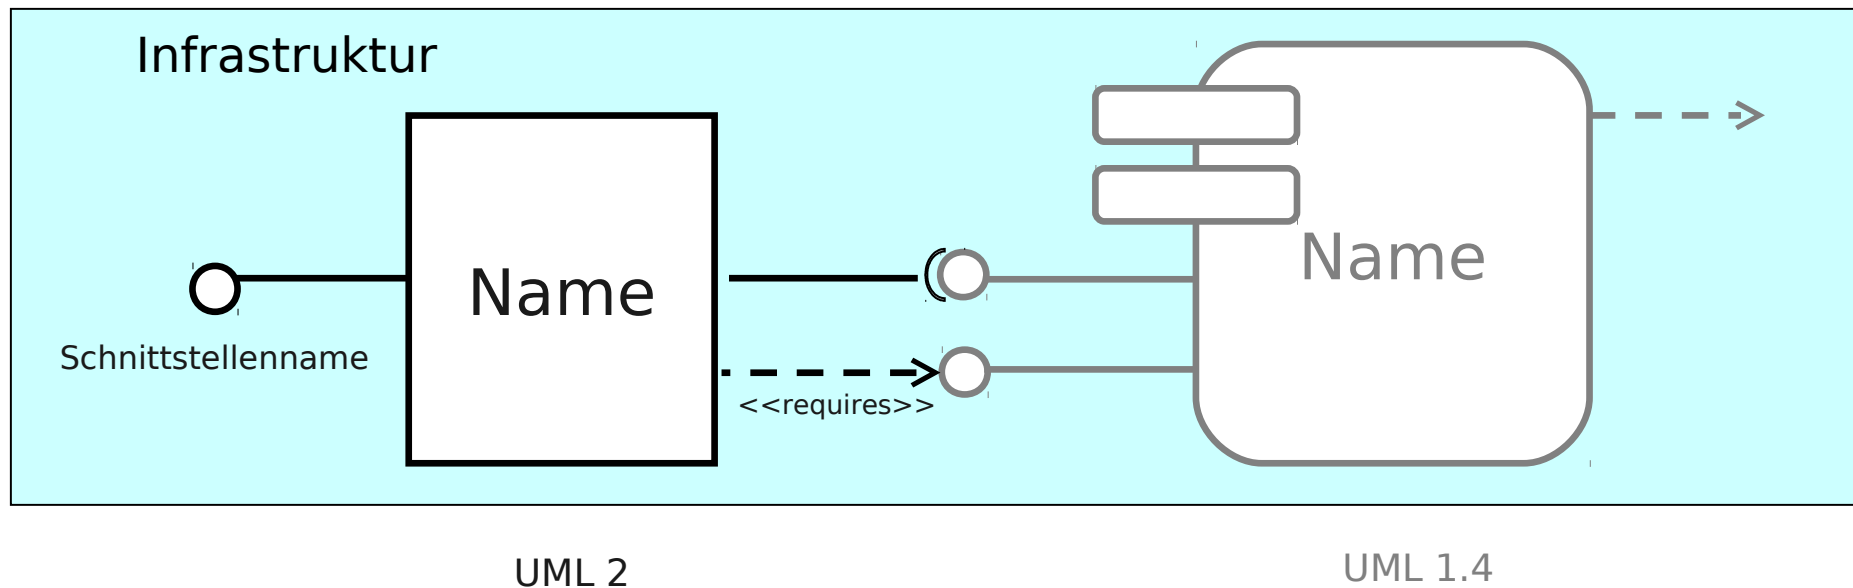 Infrastruktur
Name
Name
Schnittstellenname
<<requires>>
UML 2
UML 1.4